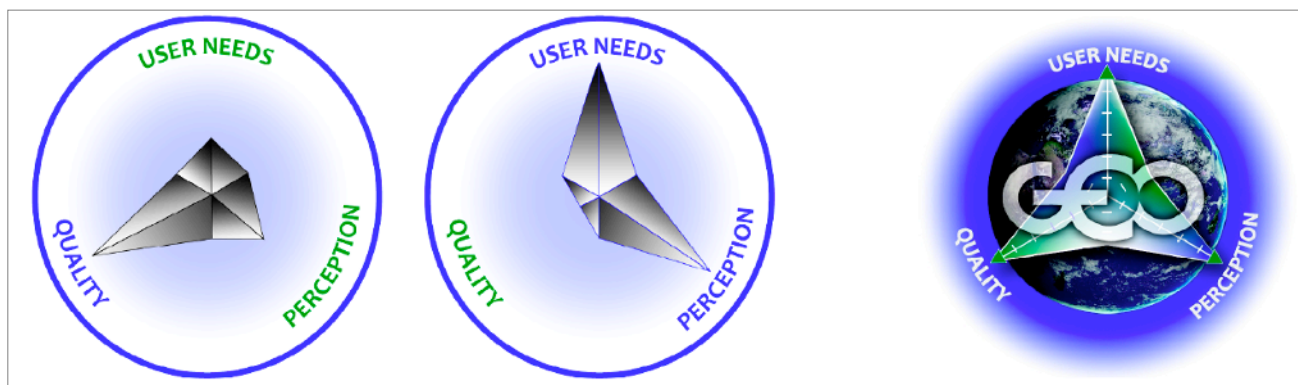 USER NEEDS
QUALITY
PERCEPTION
USER NEEDS
QUALITY
PERCEPTION
USER NEEDS
GEO
QUALITY
PERCEPTION